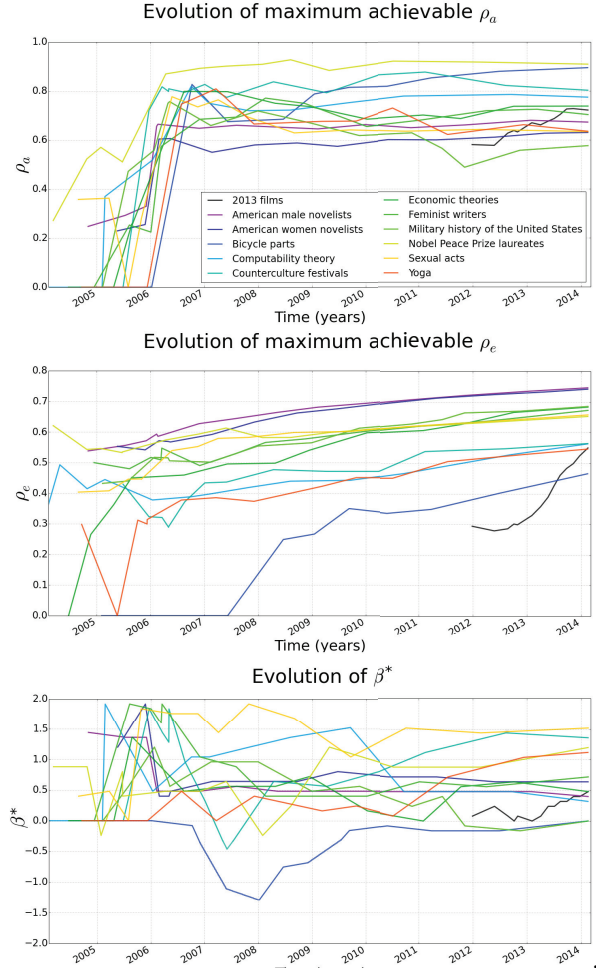 Evolution of maximum achievable ρa
1.0
0.8
0.6
0.4
0.2
0.0
ρa
2013 films
American male novelists
American women novelists
Bicycle parts
Computability theory
Counterculture festivals
Economic theories
Feminist writers
Military history of the United States
Nobel Peace Prize laureates
Sexual acts
Yoga
2005 2006 2007 2008 2009 2010 2011 2012 2013 2014
Time (years)
Evolution of maximum achievable ρe
0.8
0.7
0.6
0.5
0.4
0.3
0.2
0.1
0.0
ρe
2005 2006 2007 2008 2009 2010 2011 2012 2013 2014
Time (years)
Evolution of β*
2.0
1.5
1.0
0.5
0.0
−0.5
−1.0
−1.5
−2.0
β*
2005 2006 2007 2008 2009 2010 2011 2012 2013 2014